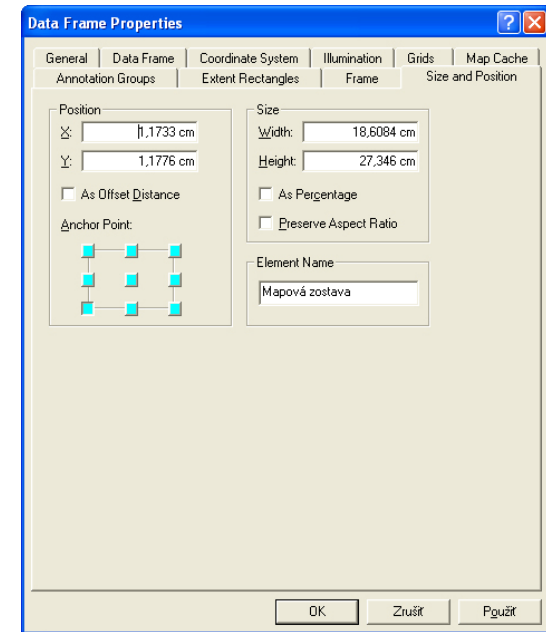 Data Frame Properties
General Data Frame Coordinate System Illumination Grids Map Cache
Annotation Groups Extent Rectangles Frame Size and Position
Position
X: 1,1733 cm
Y: 1,1776 cm
As Offset Distance
Anchor Point:
Size
Width: 18,6084 cm
Height: 27,346 cm
As Percentage
Preserve Aspect Ratio
Element Name
Mapová zostava
OK Zrušiť Použiť